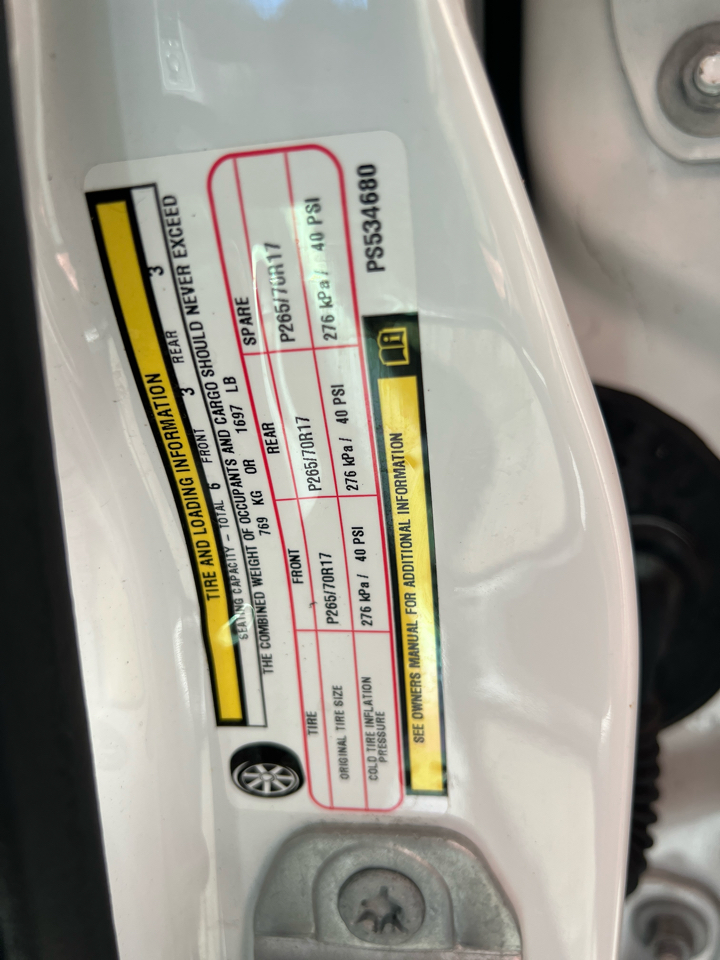 TIRE AND LOADING INFORMATION
SEATING CAPACITY – TOTAL 6 FRONT 3 REAR 3
THE COMBINED WEIGHT OF OCCUPANTS AND CARGO SHOULD NEVER EXCEED
769 KG OR 1697 LB
TIRE FRONT REAR SPARE
ORIGINAL TIRE SIZE P265/70R17 P265/70R17 P265/70R17
COLD TIRE INFLATION PRESSURE 276 kPa / 40 PSI 276 kPa / 40 PSI 276 kPa / 40 PSI
SEE OWNERS MANUAL FOR ADDITIONAL INFORMATION
PS534680